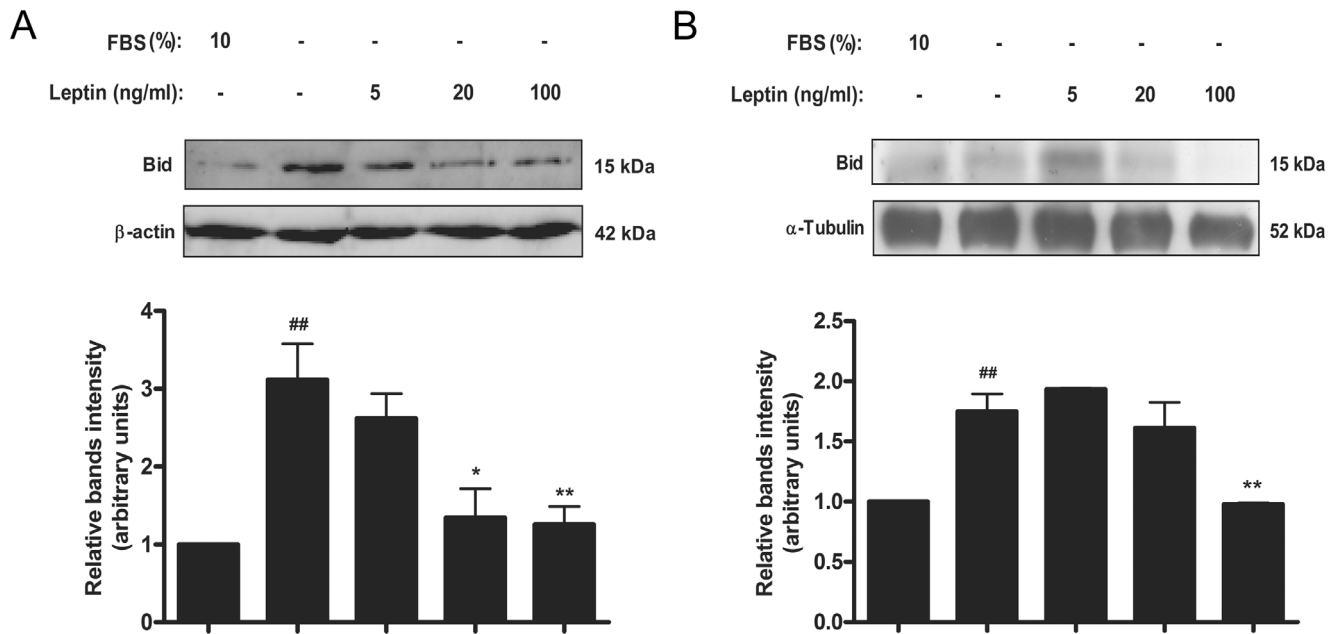 A
FBS (%): 10 - - - -
Leptin (ng/ml): - - 5 20 100
Bid 15 kDa
β-actin 42 kDa
Relative bands intensity
(arbitrary units)
4
3
2
1
0
##
*
**
B
FBS (%): 10 - - - -
Leptin (ng/ml): - - 5 20 100
Bid 15 kDa
α-Tubulin 52 kDa
Relative bands intensity
(arbitrary units)
2.5
2.0
1.5
1.0
0.5
0.0
##
**